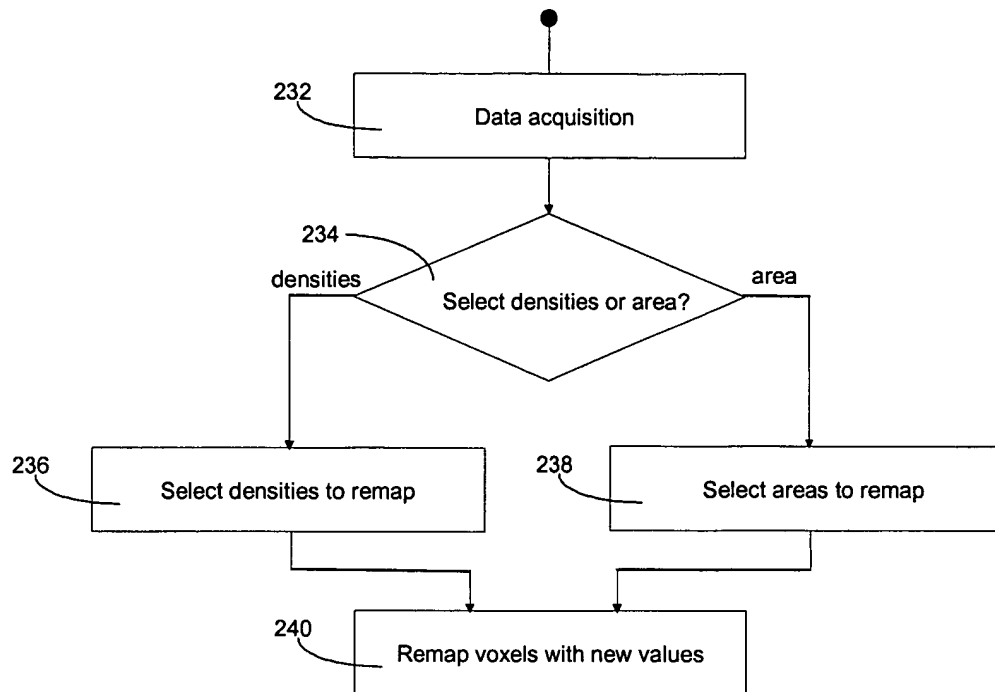 232
Data acquisition
234
densities
area
Select densities or area?
236
Select densities to remap
238
Select areas to remap
240
Remap voxels with new values